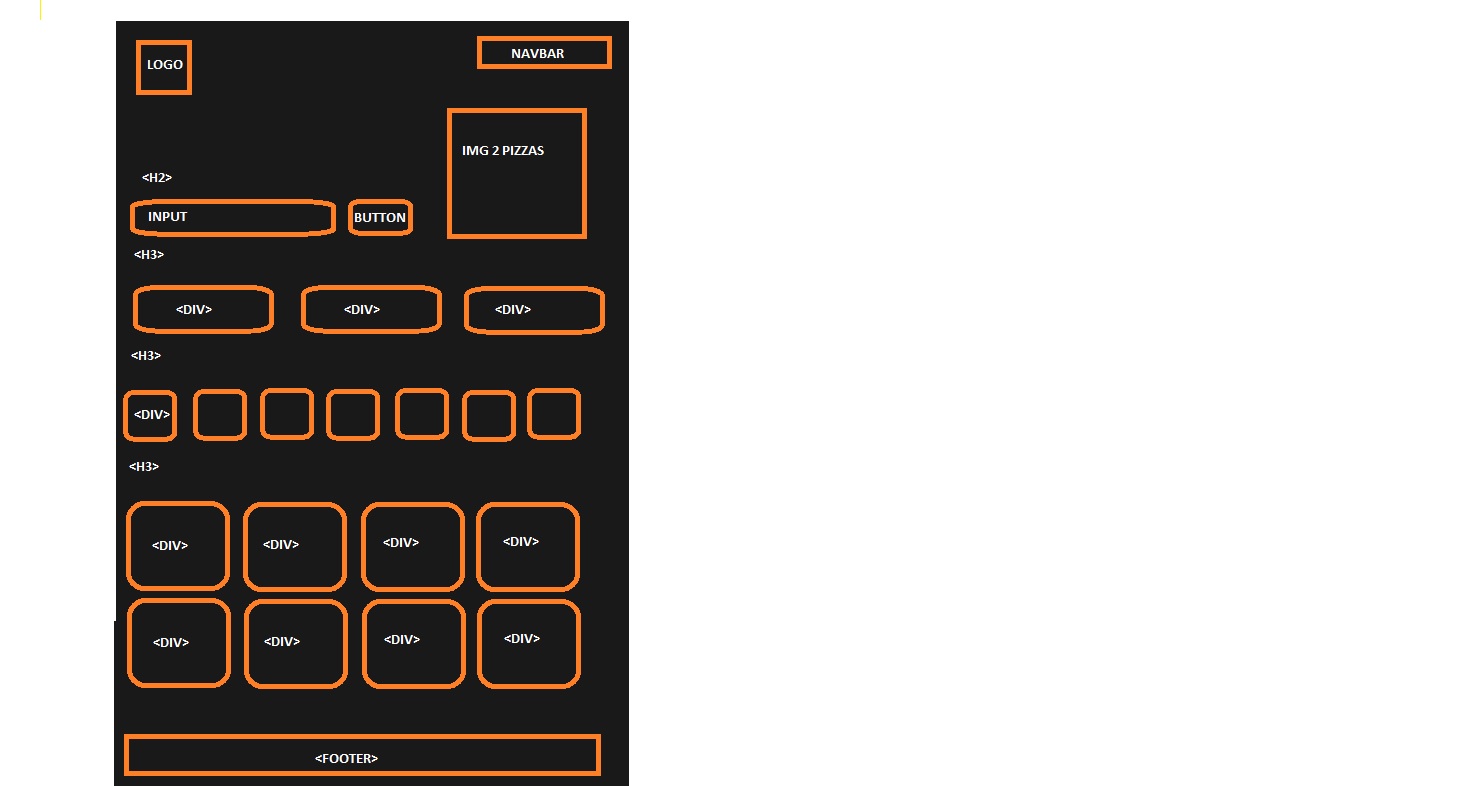 LOGO
NAVBAR
IMG 2 PIZZAS
<H2>
INPUT
BUTTON
<H3>
<DIV>
<DIV>
<DIV>
<H3>
<DIV>
<H3>
<DIV>
<DIV>
<DIV>
<DIV>
<DIV>
<DIV>
<DIV>
<DIV>
<FOOTER>